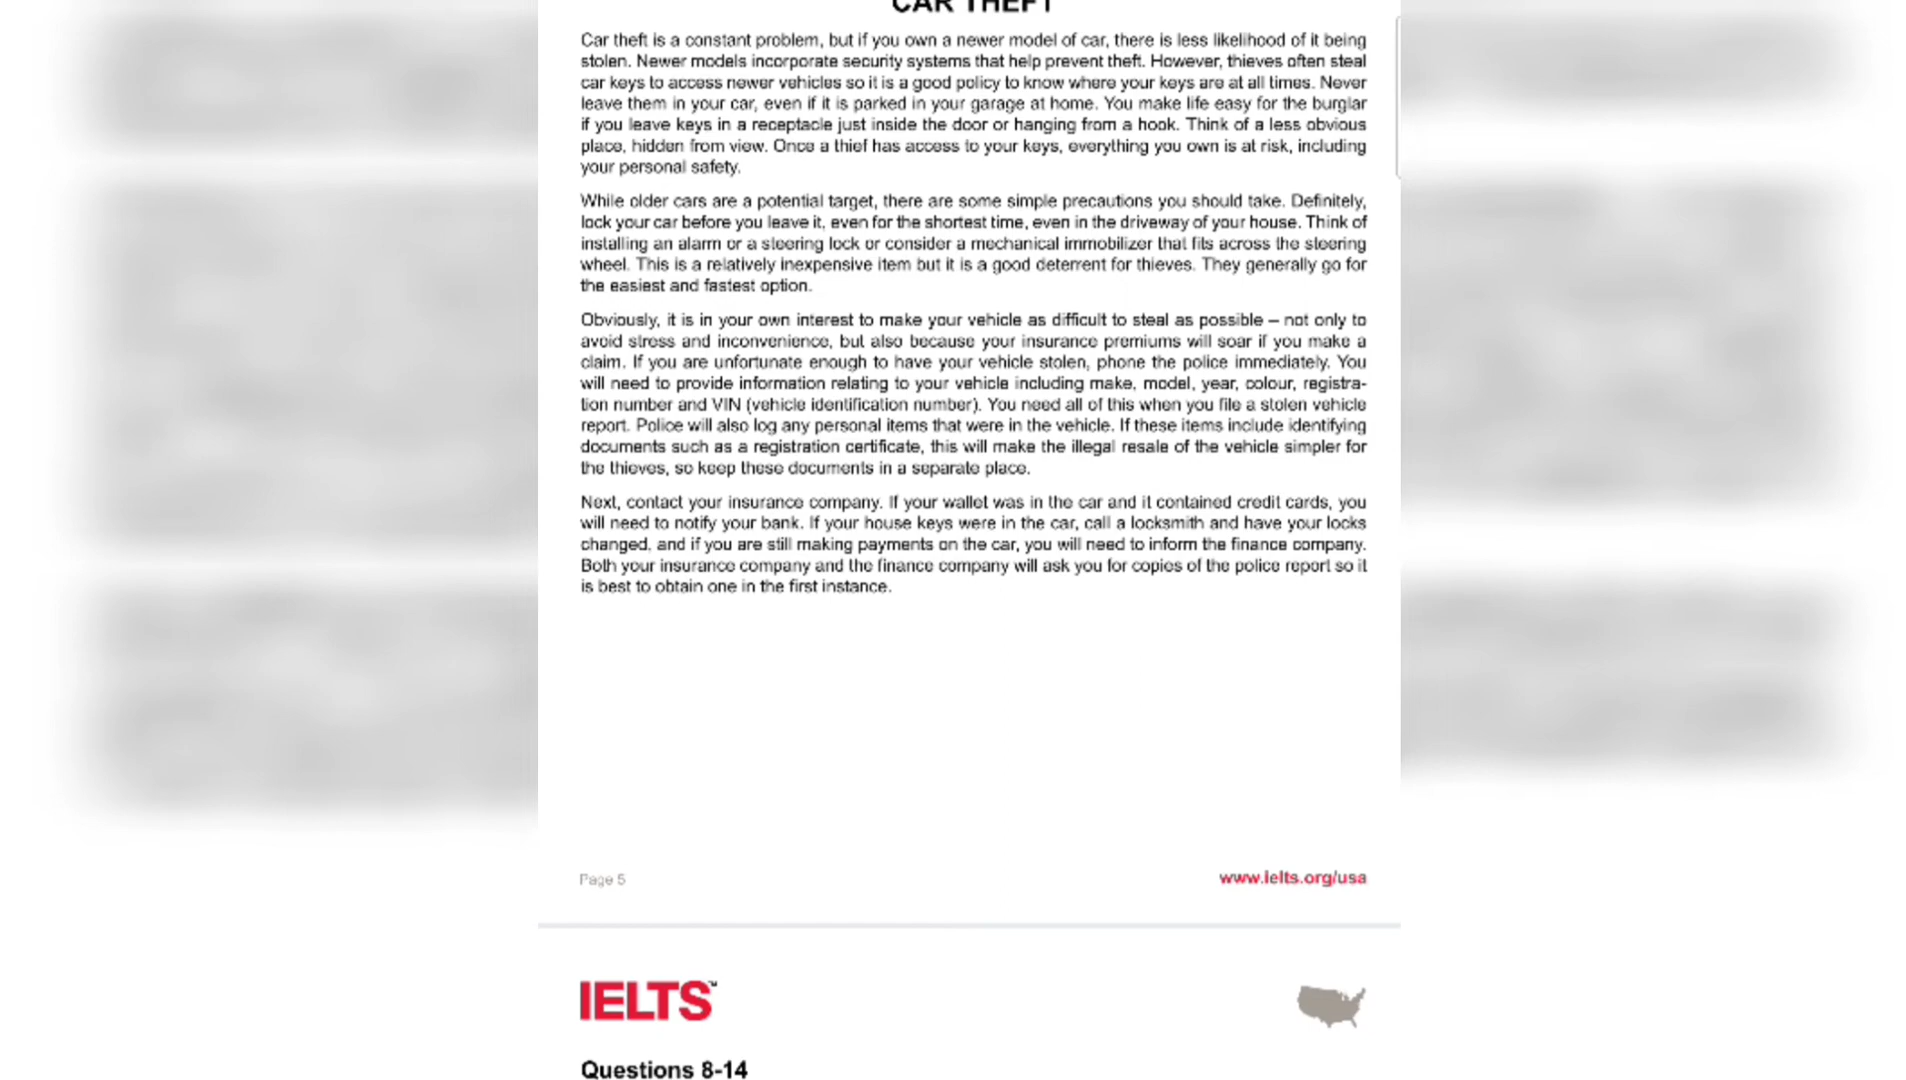 CAR THEFT
Car theft is a constant problem, but if you own a newer model of car, there is less likelihood of it being
stolen. Newer models incorporate security systems that help prevent theft. However, thieves often steal
car keys to access newer vehicles so it is a good policy to know where your keys are at all times. Never
leave them in your car, even if it is parked in your garage at home. You make life easy for the burglar
if you leave keys in a receptacle just inside the door or hanging from a hook. Think of a less obvious
place, hidden from view. Once a thief has access to your keys, everything you own is at risk, including
your personal safety.
While older cars are a potential target, there are some simple precautions you should take. Definitely,
lock your car before you leave it, even for the shortest time, even in the driveway of your house. Think of
installing an alarm or a steering lock or consider a mechanical immobilizer that fits across the steering
wheel. This is a relatively inexpensive item but it is a good deterrent for thieves. They generally go for
the easiest and fastest option.
Obviously, it is in your own interest to make your vehicle as difficult to steal as possible – not only to
avoid stress and inconvenience, but also because your insurance premiums will soar if you make a
claim. If you are unfortunate enough to have your vehicle stolen, phone the police immediately. You
will need to provide information relating to your vehicle including make, model, year, colour, registra-
tion number and VIN (vehicle identification number). You need all of this when you file a stolen vehicle
report. Police will also log any personal items that were in the vehicle. If these items include identifying
documents such as a registration certificate, this will make the illegal resale of the vehicle simpler for
the thieves, so keep these documents in a separate place.
Next, contact your insurance company. If your wallet was in the car and it contained credit cards, you
will need to notify your bank. If your house keys were in the car, call a locksmith and have your locks
changed, and if you are still making payments on the car, you will need to inform the finance company.
Both your insurance company and the finance company will ask you for copies of the police report so it
is best to obtain one in the first instance.
Page 5
www.ielts.org/usa
IELTS™
Questions 8-14